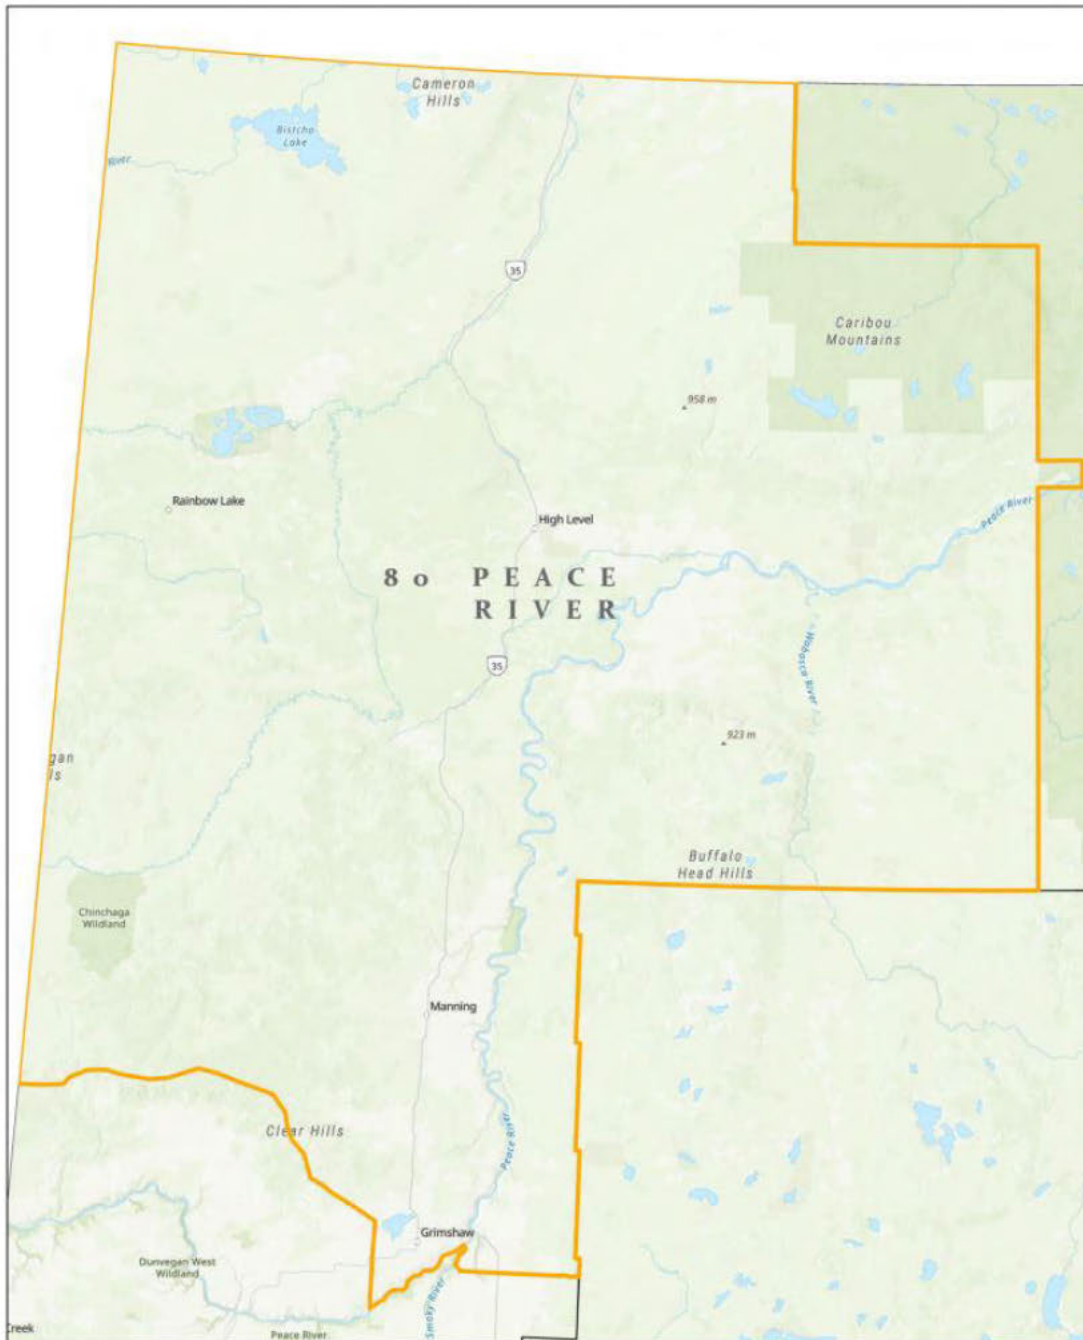 Cameron
Hills
Bistcho
Lake
River
35
Caribou
Mountains
958 m
Rainbow Lake
High Level
Peace River
80 PEACE
RIVER
Wabasca River
35
923 m
gan
ls
Buffalo
Head Hills
Chinchaga
Wildland
Manning
Peace River
Clear Hills
Grimshaw
Dunvegan West
Wildland
Smoky River
Creek
Peace River